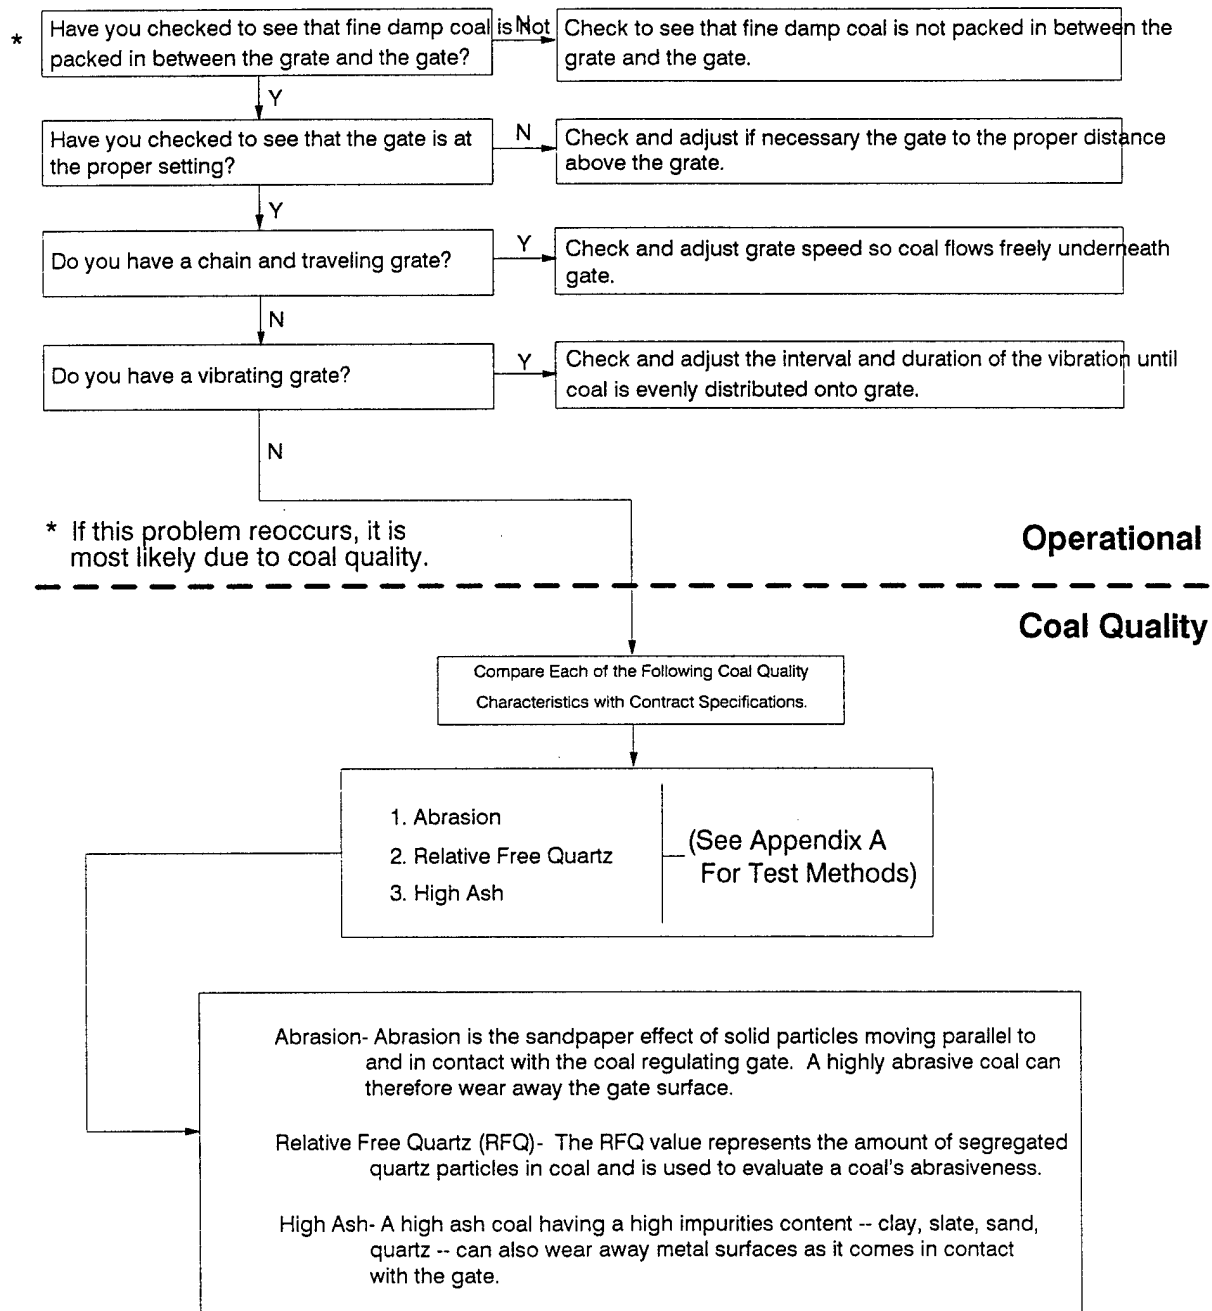 * Have you checked to see that fine damp coal is Not
packed in between the grate and the gate?
N
Check to see that fine damp coal is not packed in between the
grate and the gate.
Y
Have you checked to see that the gate is at
the proper setting?
N
Check and adjust if necessary the gate to the proper distance
above the grate.
Y
Do you have a chain and traveling grate?
Y
Check and adjust grate speed so coal flows freely underneath
gate.
N
Do you have a vibrating grate?
Y
Check and adjust the interval and duration of the vibration until
coal is evenly distributed onto grate.
N
* If this problem reoccurs, it is
most likely due to coal quality.
Operational
Coal Quality
Compare Each of the Following Coal Quality
Characteristics with Contract Specifications.
1. Abrasion
2. Relative Free Quartz
3. High Ash
(See Appendix A
For Test Methods)
Abrasion- Abrasion is the sandpaper effect of solid particles moving parallel to
and in contact with the coal regulating gate. A highly abrasive coal can
therefore wear away the gate surface.
Relative Free Quartz (RFQ)- The RFQ value represents the amount of segregated
quartz particles in coal and is used to evaluate a coal's abrasiveness.
High Ash- A high ash coal having a high impurities content -- clay, slate, sand,
quartz -- can also wear away metal surfaces as it comes in contact
with the gate.